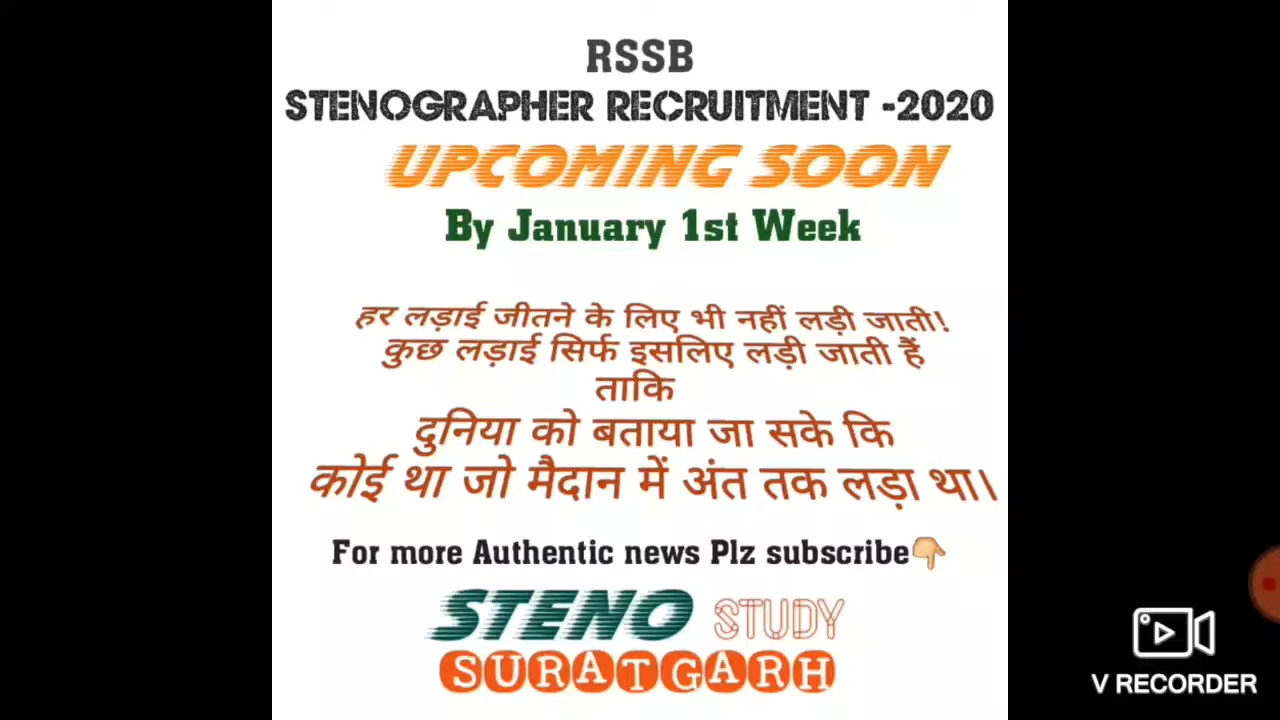 RSSB
STENOGRAPHER RECRUITMENT -2020
UPCOMING SOON
By January 1st Week
हर लड़ाई जीतने के लिए भी नहीं लड़ी जाती!
कुछ लड़ाई सिर्फ इसलिए लड़ी जाती हैं
ताकि
दुनिया को बताया जा सके कि
कोई था जो मैदान में अंत तक लड़ा था।
For more Authentic news Plz subscribe👇🏼
STENO STUDY
SURATGARH
V RECORDER